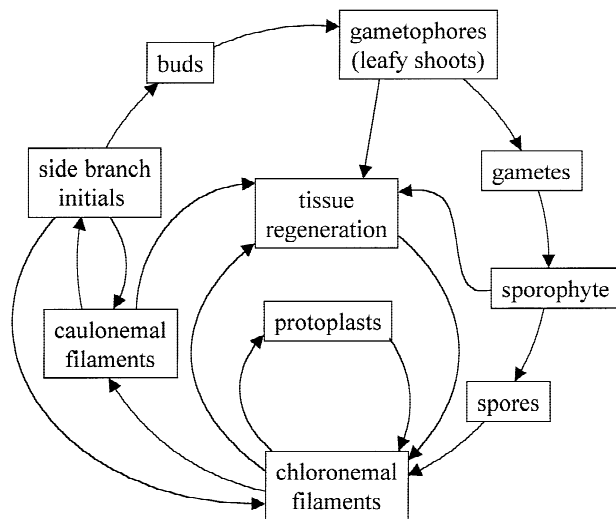 gametophores
(leafy shoots)
buds
side branch
initials
gametes
tissue
regeneration
sporophyte
protoplasts
caulonemal
filaments
spores
chloronemal
filaments